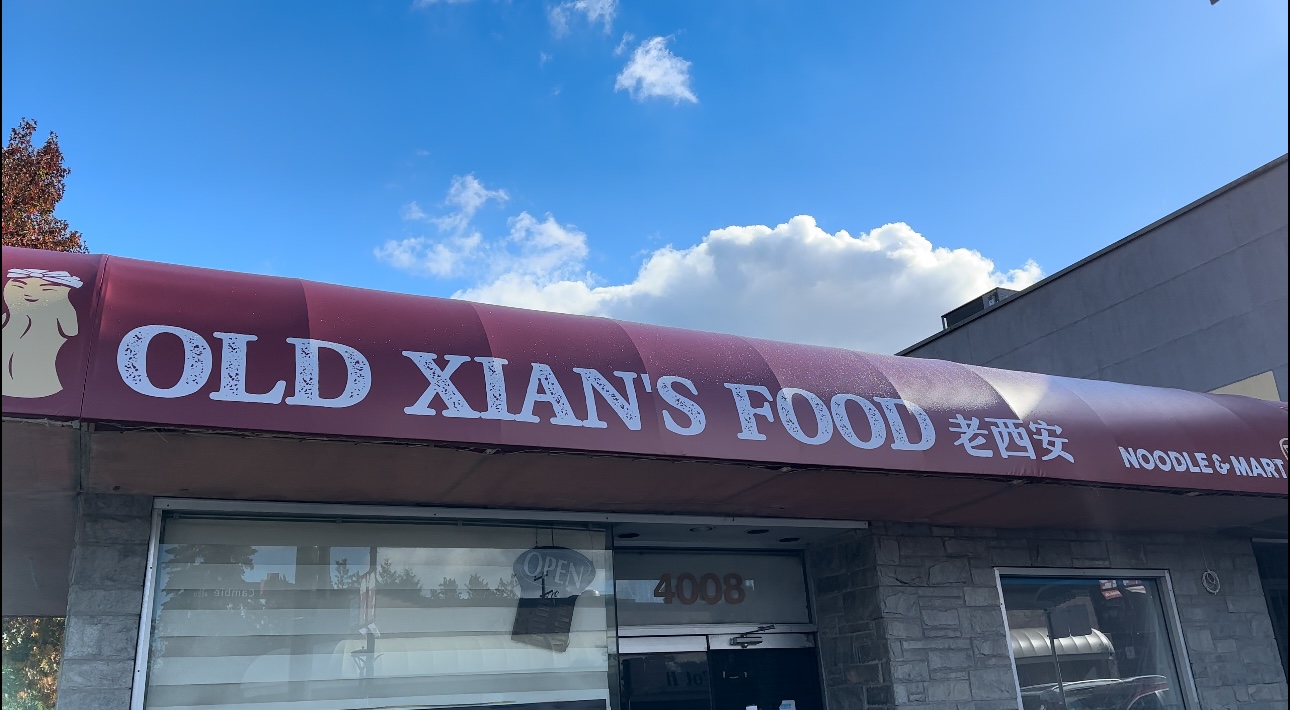 OLD XIAN'S FOOD 老西安
NOODLE & MART
OPEN
4008